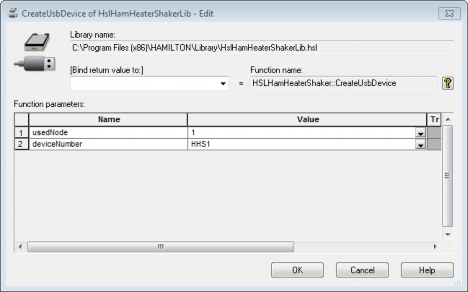 CreateUsbDevice of HslHamHeaterShakerLib - Edit
Library name:
C:\Program Files (x86)\HAMILTON\Library\HslHamHeaterShakerLib.hsl
[Bind return value to:] Function name:
= HSLHamHeaterShaker::CreateUsbDevice
Function parameters:
Name Value Tr
1 usedNode 1
2 deviceNumber HHS1
OK Cancel Help